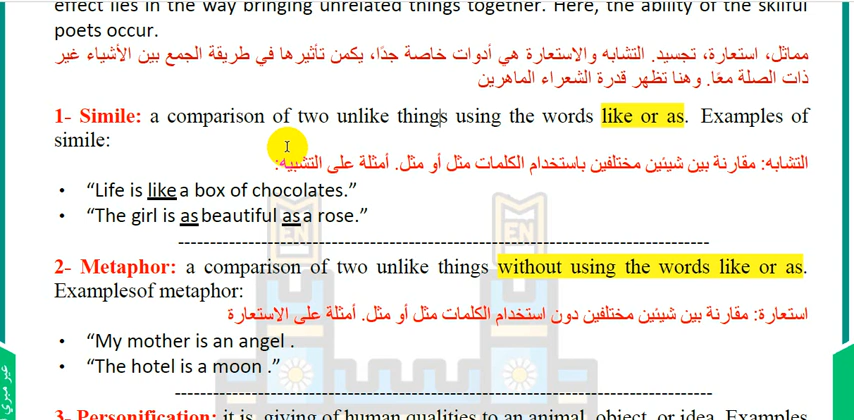 effect lies in the way bringing unrelated things together. Here, the ability of the skilful
poets occur.
مماثل، استعارة، تجسيد. التشابه والاستعارة هي أدوات خاصة جدًا، يكمن تأثيرها في طريقة الجمع بين الأشياء غير
ذات الصلة معًا. وهنا تظهر قدرة الشعراء الماهرين
1- Simile: a comparison of two unlike things using the words like or as. Examples of
simile:
التشابه: مقارنة بين شيئين مختلفين باستخدام الكلمات مثل أو مثل. أمثلة على التشبيه:
• “Life is like a box of chocolates.”
• “The girl is as beautiful as a rose.”
2- Metaphor: a comparison of two unlike things without using the words like or as.
Examplesof metaphor:
استعارة: مقارنة بين شيئين مختلفين دون استخدام الكلمات مثل أو مثل. أمثلة على الاستعارة
• “My mother is an angel .
• “The hotel is a moon .”
3- Personification: it is giving of human qualities to an animal, object, or idea. Examples
EN
EN